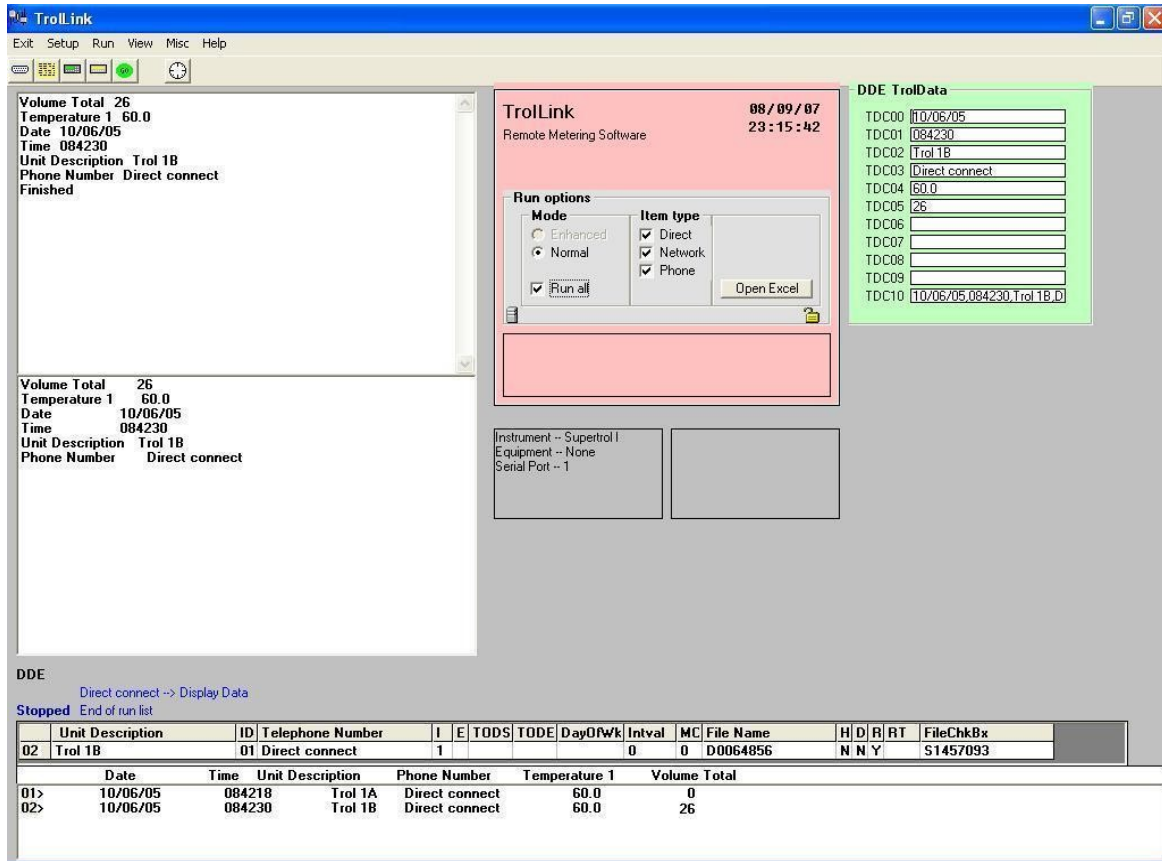 TrolLink
Exit Setup Run View Misc Help
GO
Volume Total 26
Temperature 1 60.0
Date 10/06/05
Time 084230
Unit Description Trol 1B
Phone Number Direct connect
Finished
Volume Total 26
Temperature 1 60.0
Date 10/06/05
Time 084230
Unit Description Trol 1B
Phone Number Direct connect
TrolLink 08/09/07
Remote Metering Software 23:15:42
Run options
Mode Item type
Enhanced Direct
Normal Network
Phone
Run all Open Excel
Instrument -- Supertrol I
Equipment -- None
Serial Port -- 1
DDE TrolData
TDC00 10/06/05
TDC01 084230
TDC02 Trol 1B
TDC03 Direct connect
TDC04 60.0
TDC05 26
TDC06
TDC07
TDC08
TDC09
TDC10 10/06/05,084230,Trol 1B,D
DDE
Direct connect --> Display Data
Stopped End of run list
Unit Description ID Telephone Number I E TODS TODE DayOfWk Intval MC File Name H D R RT FileChkBx
02 Trol 1B 01 Direct connect 1 0 0 D0064856 N N Y S1457093
Date Time Unit Description Phone Number Temperature 1 Volume Total
01> 10/06/05 084218 Trol 1A Direct connect 60.0 0
02> 10/06/05 084230 Trol 1B Direct connect 60.0 26